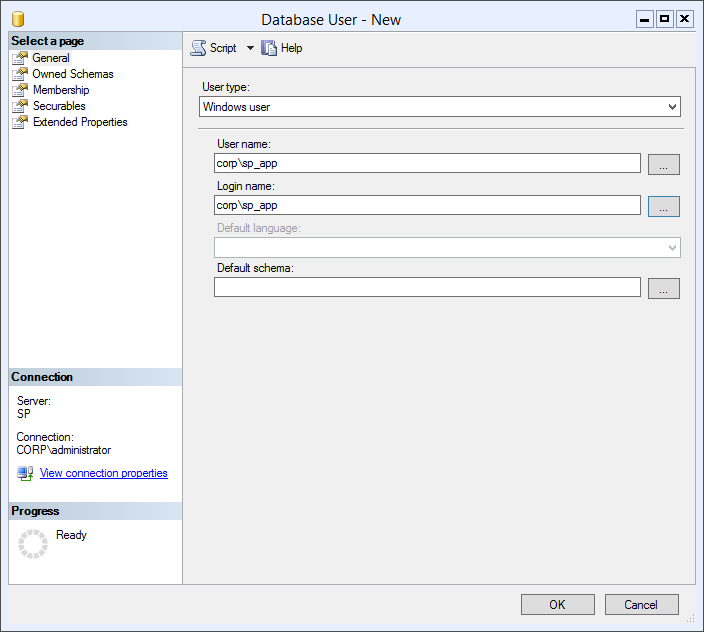 Database User - New
Select a page
General
Owned Schemas
Membership
Securables
Extended Properties
Script
Help
User type:
Windows user
User name:
corp\sp_app
...
Login name:
corp\sp_app
...
Default language:
Default schema:
...
Connection
Server:
SP
Connection:
CORP\administrator
View connection properties
Progress
Ready
OK
Cancel